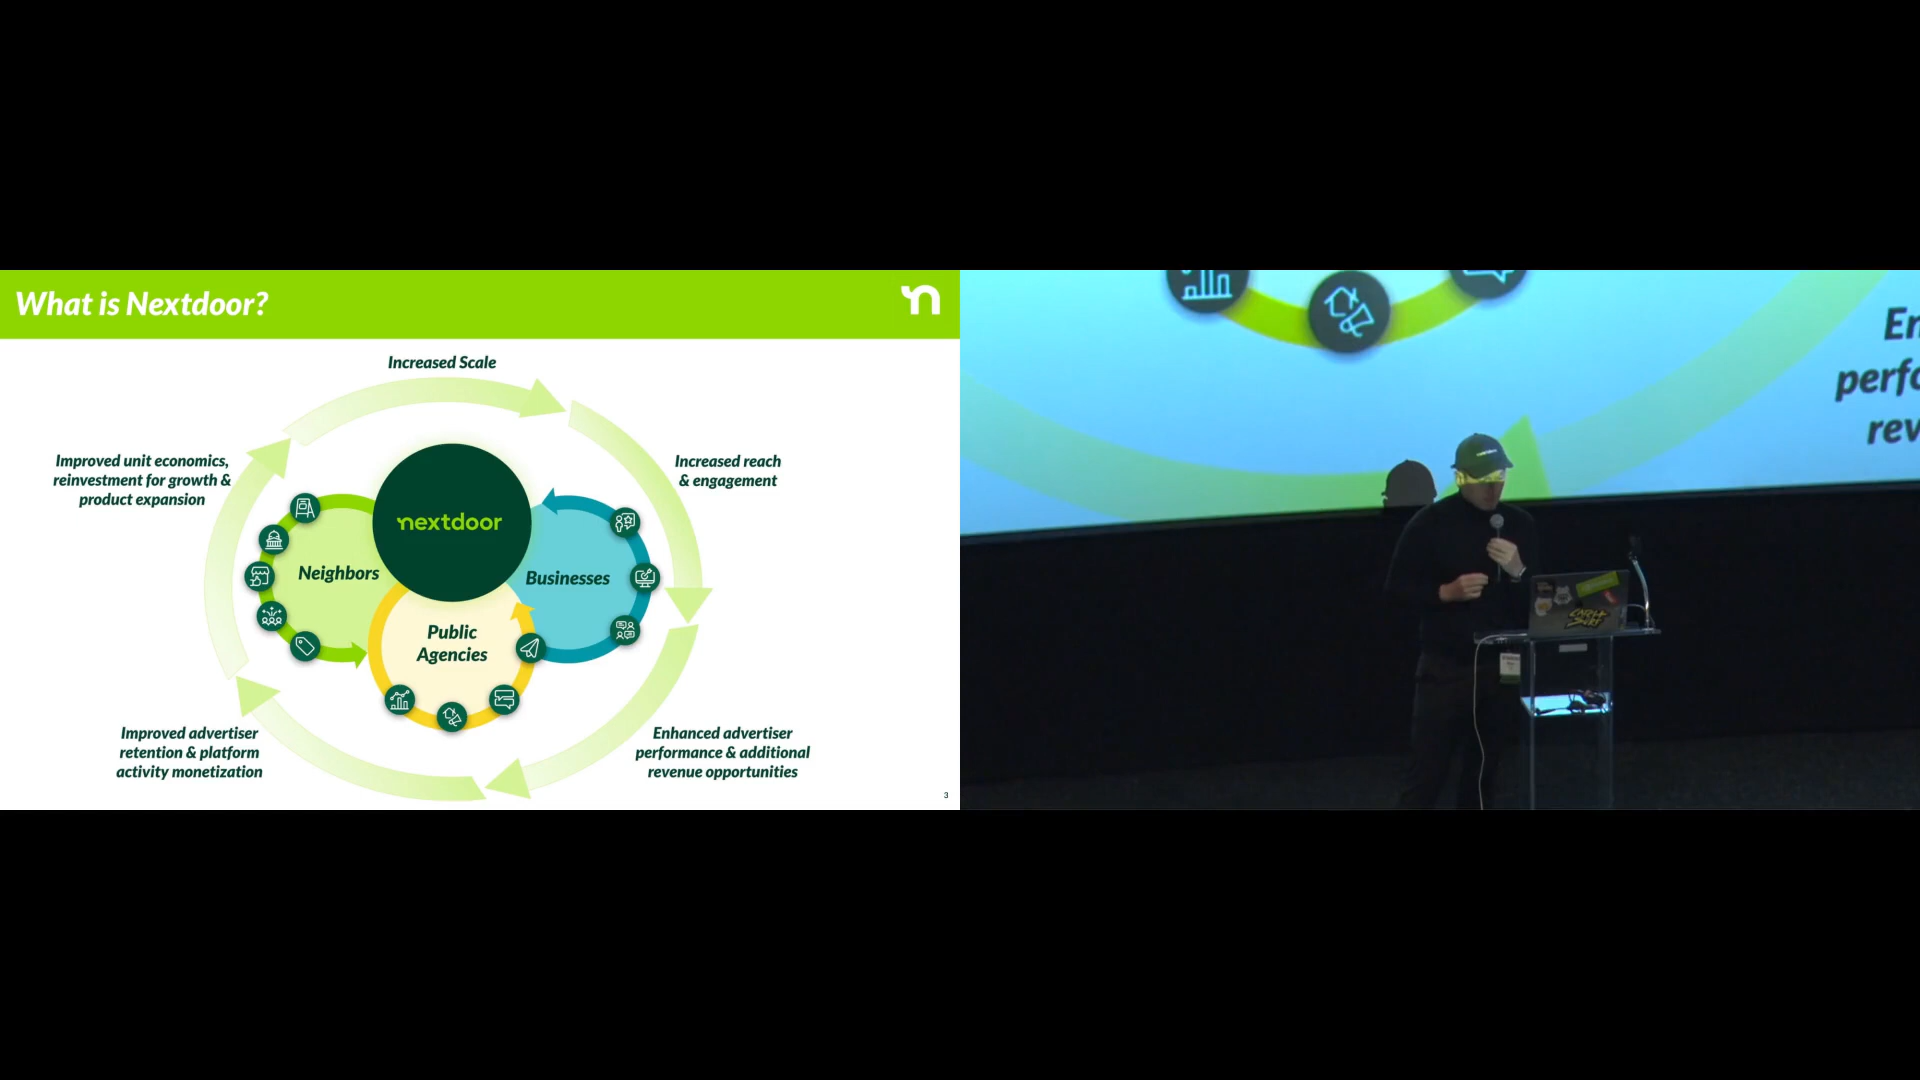 What is Nextdoor?
n
Increased Scale
Improved unit economics,
reinvestment for growth &
product expansion
Increased reach
& engagement
nextdoor
Neighbors
Businesses
Public
Agencies
Improved advertiser
retention & platform
activity monetization
Enhanced advertiser
performance & additional
revenue opportunities
3
En
perfo
rev